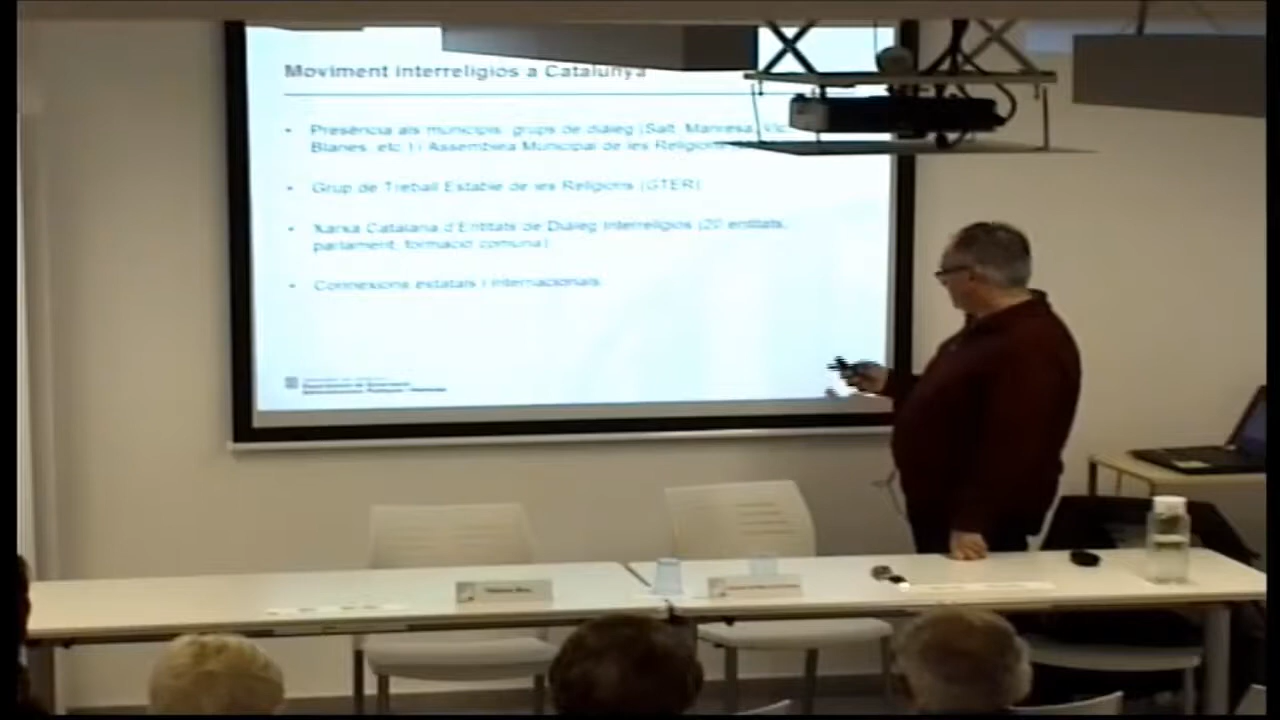 Moviment interreligiós a Catalunya
• Presència als municipis: grups de diàleg (Salt, Manresa, Vic,
Blanes, etc.) i Assemblea Municipal de les Religions
• Grup de Treball Estable de les Religions (GTER)
• Xarxa Catalana d'Entitats de Diàleg Interreligiós (20 entitats,
parlament, formació comuna)
• Connexions estatals i internacionals